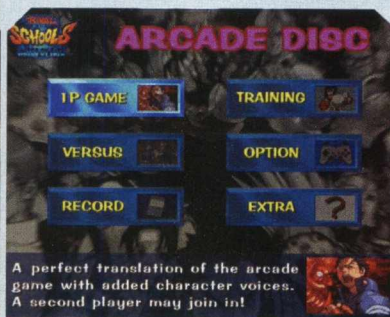 RIVAL
SCHOOLS
ARCADE DISC
1P GAME
TRAINING
VERSUS
OPTION
RECORD
EXTRA
?
A perfect translation of the arcade
game with added character voices.
A second player may join in!